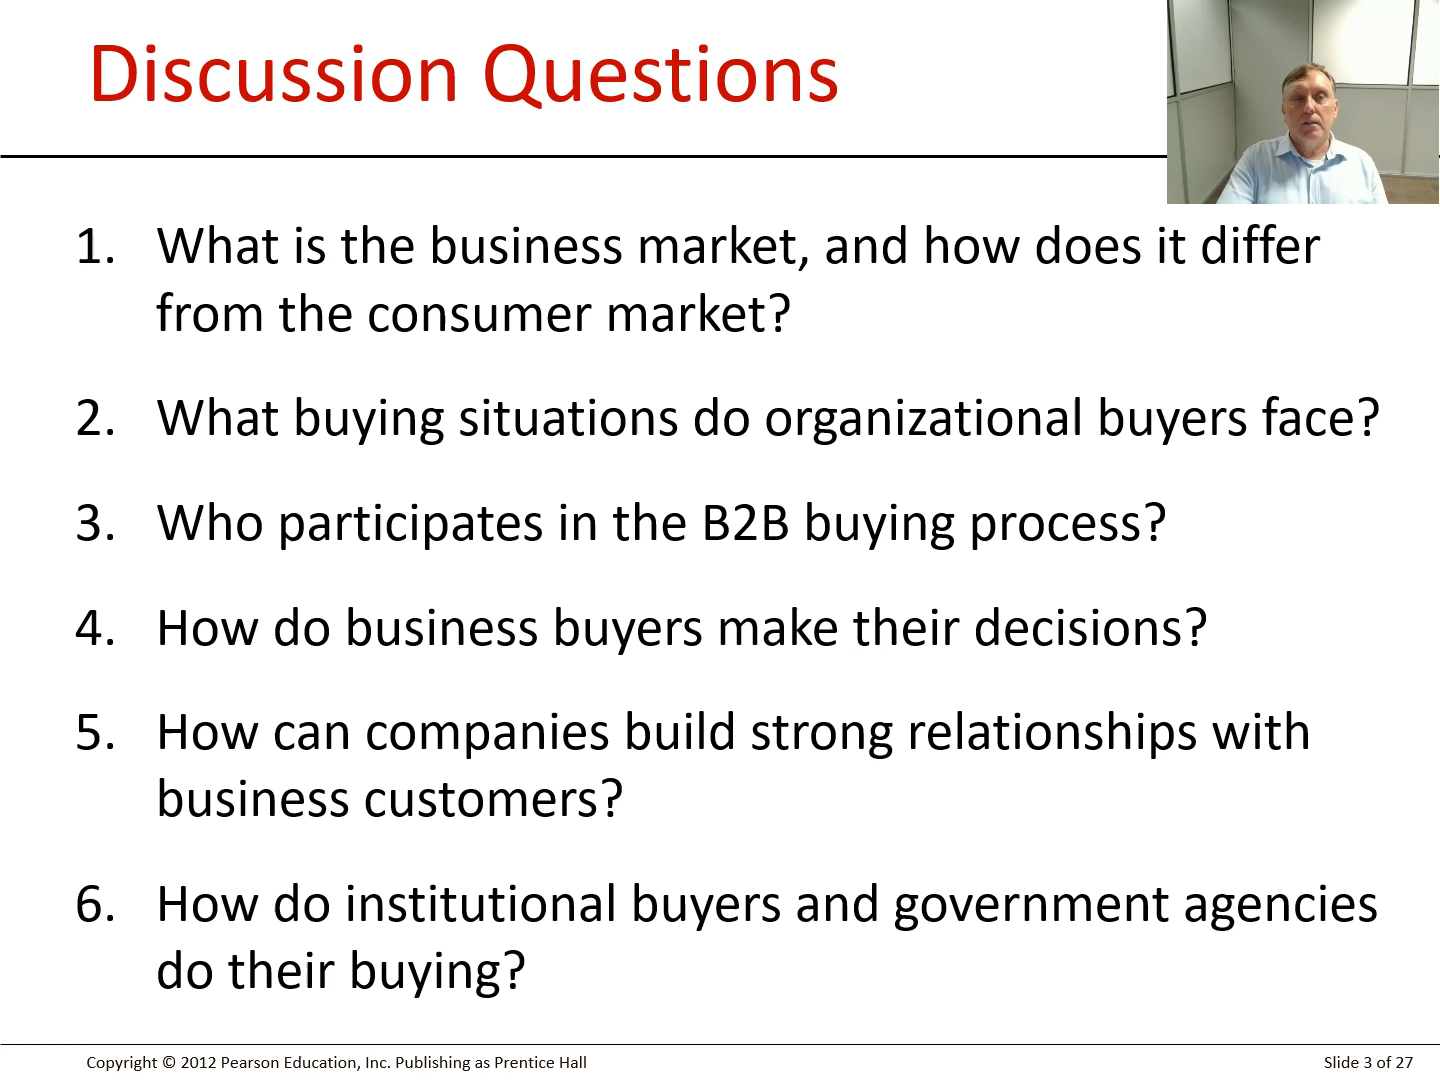 Discussion Questions
1. What is the business market, and how does it differ
from the consumer market?
2. What buying situations do organizational buyers face?
3. Who participates in the B2B buying process?
4. How do business buyers make their decisions?
5. How can companies build strong relationships with
business customers?
6. How do institutional buyers and government agencies
do their buying?
Copyright © 2012 Pearson Education, Inc. Publishing as Prentice Hall
Slide 3 of 27